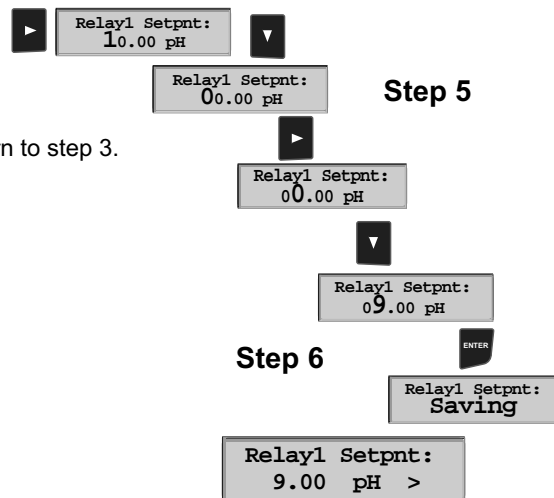 Relay1 Setpnt:
10.00 pH
Relay1 Setpnt:
00.00 pH
Step 5
n to step 3.
Relay1 Setpnt:
00.00 pH
Relay1 Setpnt:
09.00 pH
ENTER
Step 6
Relay1 Setpnt:
Saving
Relay1 Setpnt:
9.00 pH >